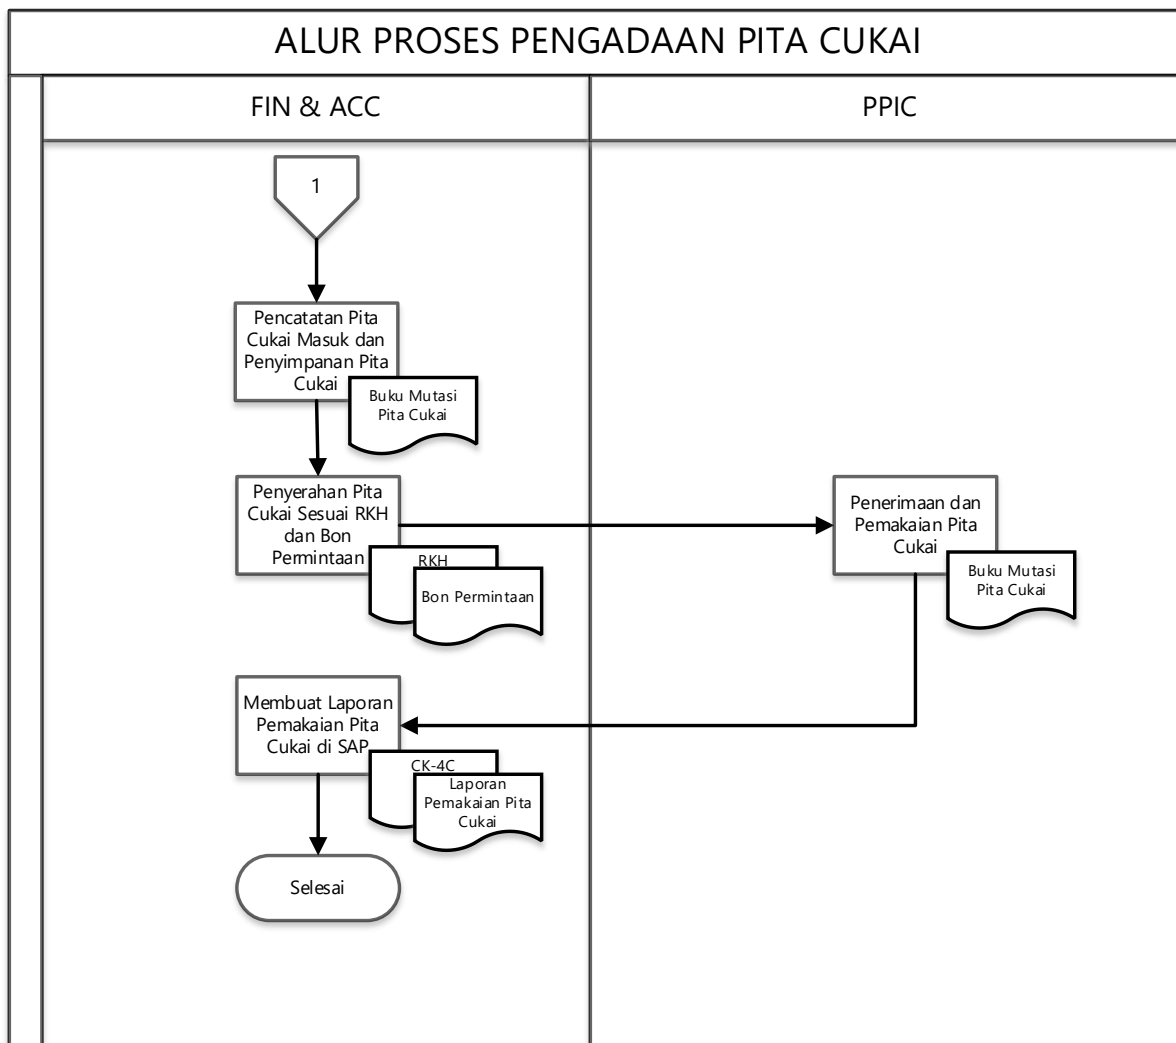 ALUR PROSES PENGADAAN PITA CUKAI
FIN & ACC
PPIC
1
Pencatatan Pita
Cukai Masuk dan
Penyimpanan Pita
Cukai
Buku Mutasi
Pita Cukai
Penyerahan Pita
Cukai Sesuai RKH
dan Bon
Permintaan
RKH
Bon Permintaan
Penerimaan dan
Pemakaian Pita
Cukai
Buku Mutasi
Pita Cukai
Membuat Laporan
Pemakaian Pita
Cukai di SAP
CK-4C
Laporan
Pemakaian Pita
Cukai
Selesai